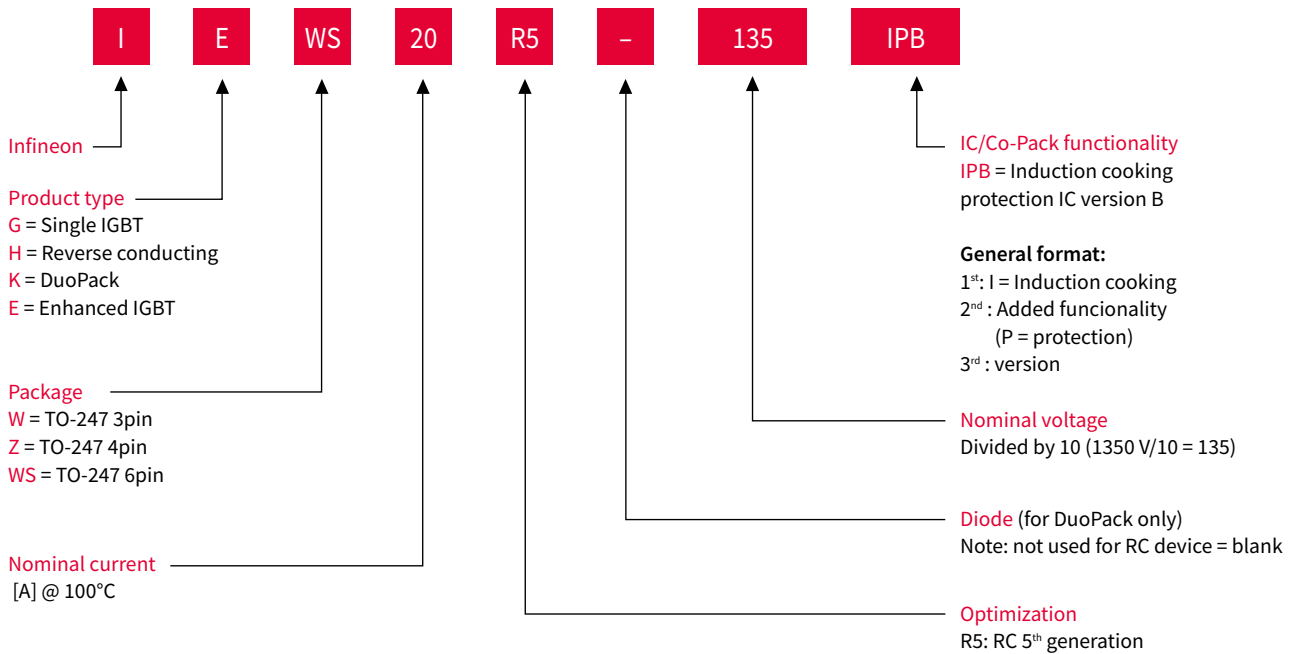 I E WS 20 R5 – 135 IPB
Infineon
Product type
G = Single IGBT
H = Reverse conducting
K = DuoPack
E = Enhanced IGBT
Package
W = TO-247 3pin
Z = TO-247 4pin
WS = TO-247 6pin
Nominal current
[A] @ 100°C
IC/Co-Pack functionality
IPB = Induction cooking
protection IC version B
General format:
1st: I = Induction cooking
2nd : Added funcionality
(P = protection)
3rd : version
Nominal voltage
Divided by 10 (1350 V/10 = 135)
Diode (for DuoPack only)
Note: not used for RC device = blank
Optimization
R5: RC 5th generation